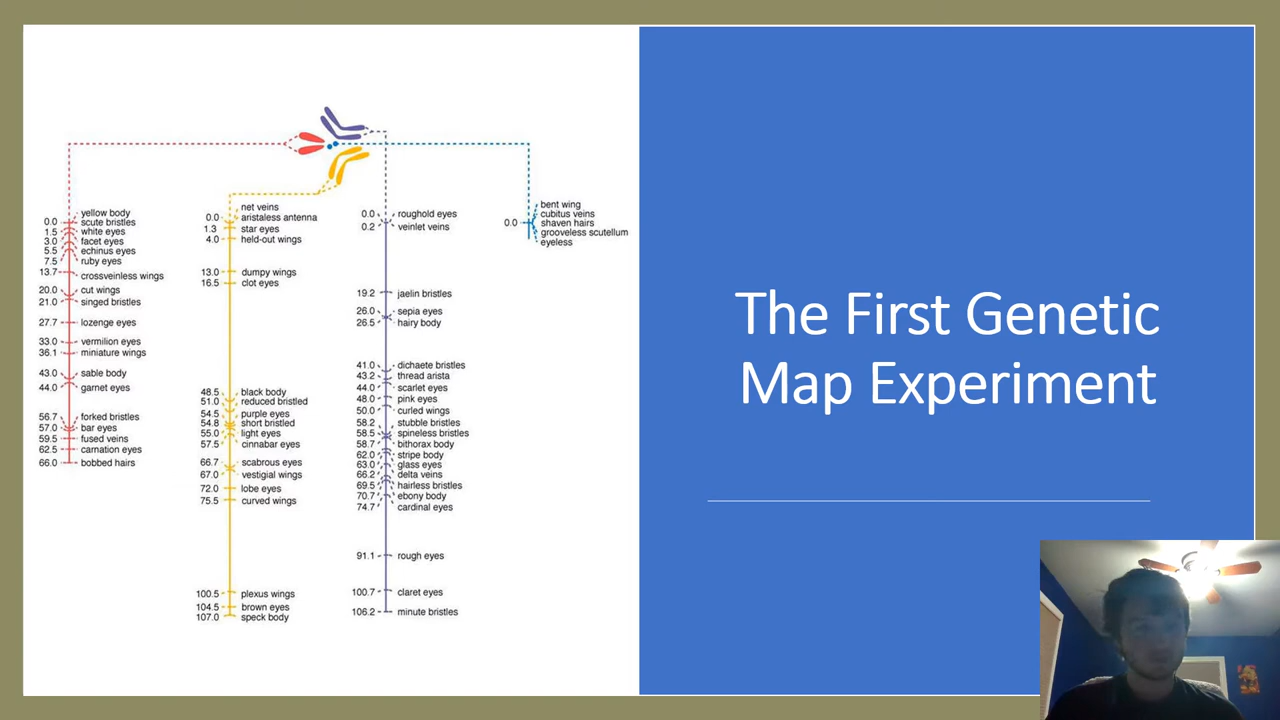 The First Genetic
Map Experiment
yellow body
0.0 scute bristles
1.5 white eyes
3.0 facet eyes
5.5 echinus eyes
7.5 ruby eyes
13.7 crossveinless wings
20.0 cut wings
21.0 singed bristles
27.7 lozenge eyes
33.0 vermilion eyes
36.1 miniature wings
43.0 sable body
44.0 garnet eyes
56.7 forked bristles
57.0 bar eyes
59.5 fused veins
62.5 carnation eyes
66.0 bobbed hairs
net veins
0.0 aristaless antenna
1.3 star eyes
4.0 held-out wings
13.0 dumpy wings
16.5 clot eyes
48.5 black body
51.0 reduced bristled
54.5 purple eyes
54.8 short bristled
55.0 light eyes
57.5 cinnabar eyes
66.7 scabrous eyes
67.0 vestigial wings
72.0 lobe eyes
75.5 curved wings
100.5 plexus wings
104.5 brown eyes
107.0 speck body
0.0 roughold eyes
0.2 veinlet veins
19.2 jaelin bristles
26.0 sepia eyes
26.5 hairy body
41.0 dichaete bristles
43.2 thread arista
44.0 scarlet eyes
48.0 pink eyes
50.0 curled wings
58.2 stubble bristles
58.5 spineless bristles
58.7 bithorax body
62.0 stripe body
63.0 glass eyes
66.2 delta veins
69.5 hairless bristles
70.7 ebony body
74.7 cardinal eyes
91.1 rough eyes
100.7 claret eyes
106.2 minute bristles
bent wing
cubitus veins
0.0 shaven hairs
grooveless scutellum
eyeless